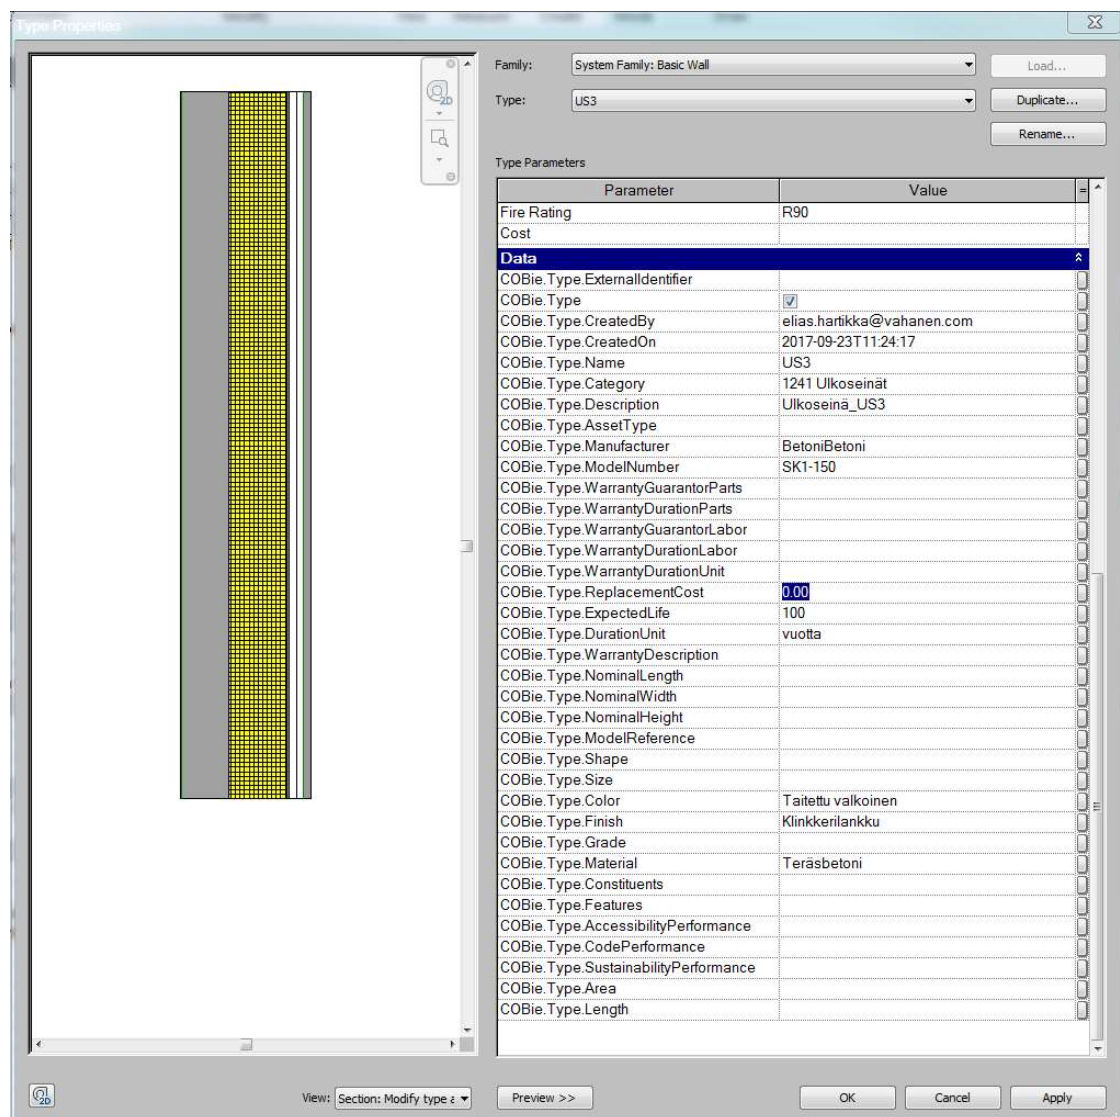 Type Properties
Family: System Family: Basic Wall Load...
Type: US3 Duplicate...
Rename...
Type Parameters
Parameter Value =
Fire Rating R90
Cost
Data
COBie.Type.ExternalIdentifier
COBie.Type
COBie.Type.CreatedBy elias.hartikka@vahanen.com
COBie.Type.CreatedOn 2017-09-23T11:24:17
COBie.Type.Name US3
COBie.Type.Category 1241 Ulkoseinät
COBie.Type.Description Ulkoseinä_US3
COBie.Type.AssetType
COBie.Type.Manufacturer BetoniBetoni
COBie.Type.ModelNumber SK1-150
COBie.Type.WarrantyGuarantorParts
COBie.Type.WarrantyDurationParts
COBie.Type.WarrantyGuarantorLabor
COBie.Type.WarrantyDurationLabor
COBie.Type.WarrantyDurationUnit
COBie.Type.ReplacementCost 0.00
COBie.Type.ExpectedLife 100
COBie.Type.DurationUnit vuotta
COBie.Type.WarrantyDescription
COBie.Type.NominalLength
COBie.Type.NominalWidth
COBie.Type.NominalHeight
COBie.Type.ModelReference
COBie.Type.Shape
COBie.Type.Size
COBie.Type.Color Taitettu valkoinen
COBie.Type.Finish Klinkkerilankku
COBie.Type.Grade
COBie.Type.Material Teräsbetoni
COBie.Type.Constituents
COBie.Type.Features
COBie.Type.AccessibilityPerformance
COBie.Type.CodePerformance
COBie.Type.SustainabilityPerformance
COBie.Type.Area
COBie.Type.Length
2D
2D
View: Section: Modify type a Preview >> OK Cancel Apply